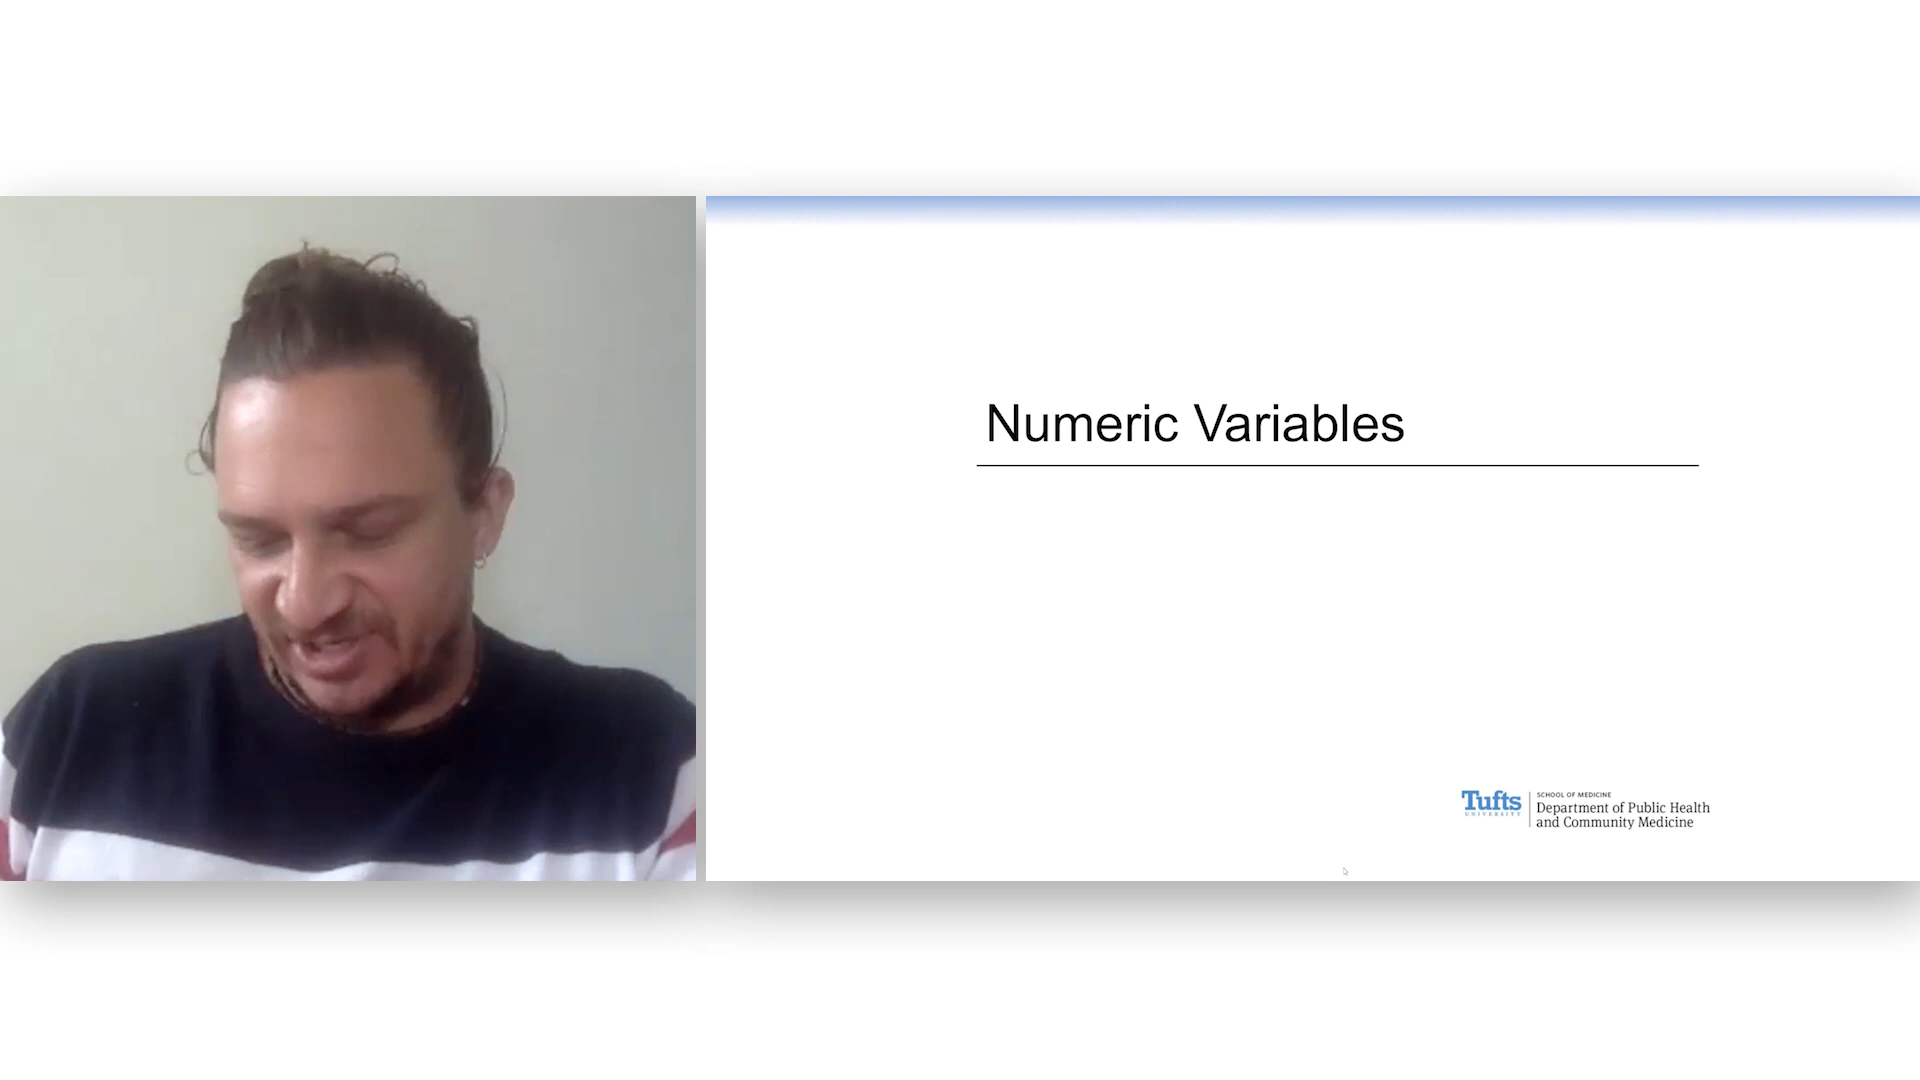 Numeric Variables
Tufts
UNIVERSITY
SCHOOL OF MEDICINE
Department of Public Health
and Community Medicine